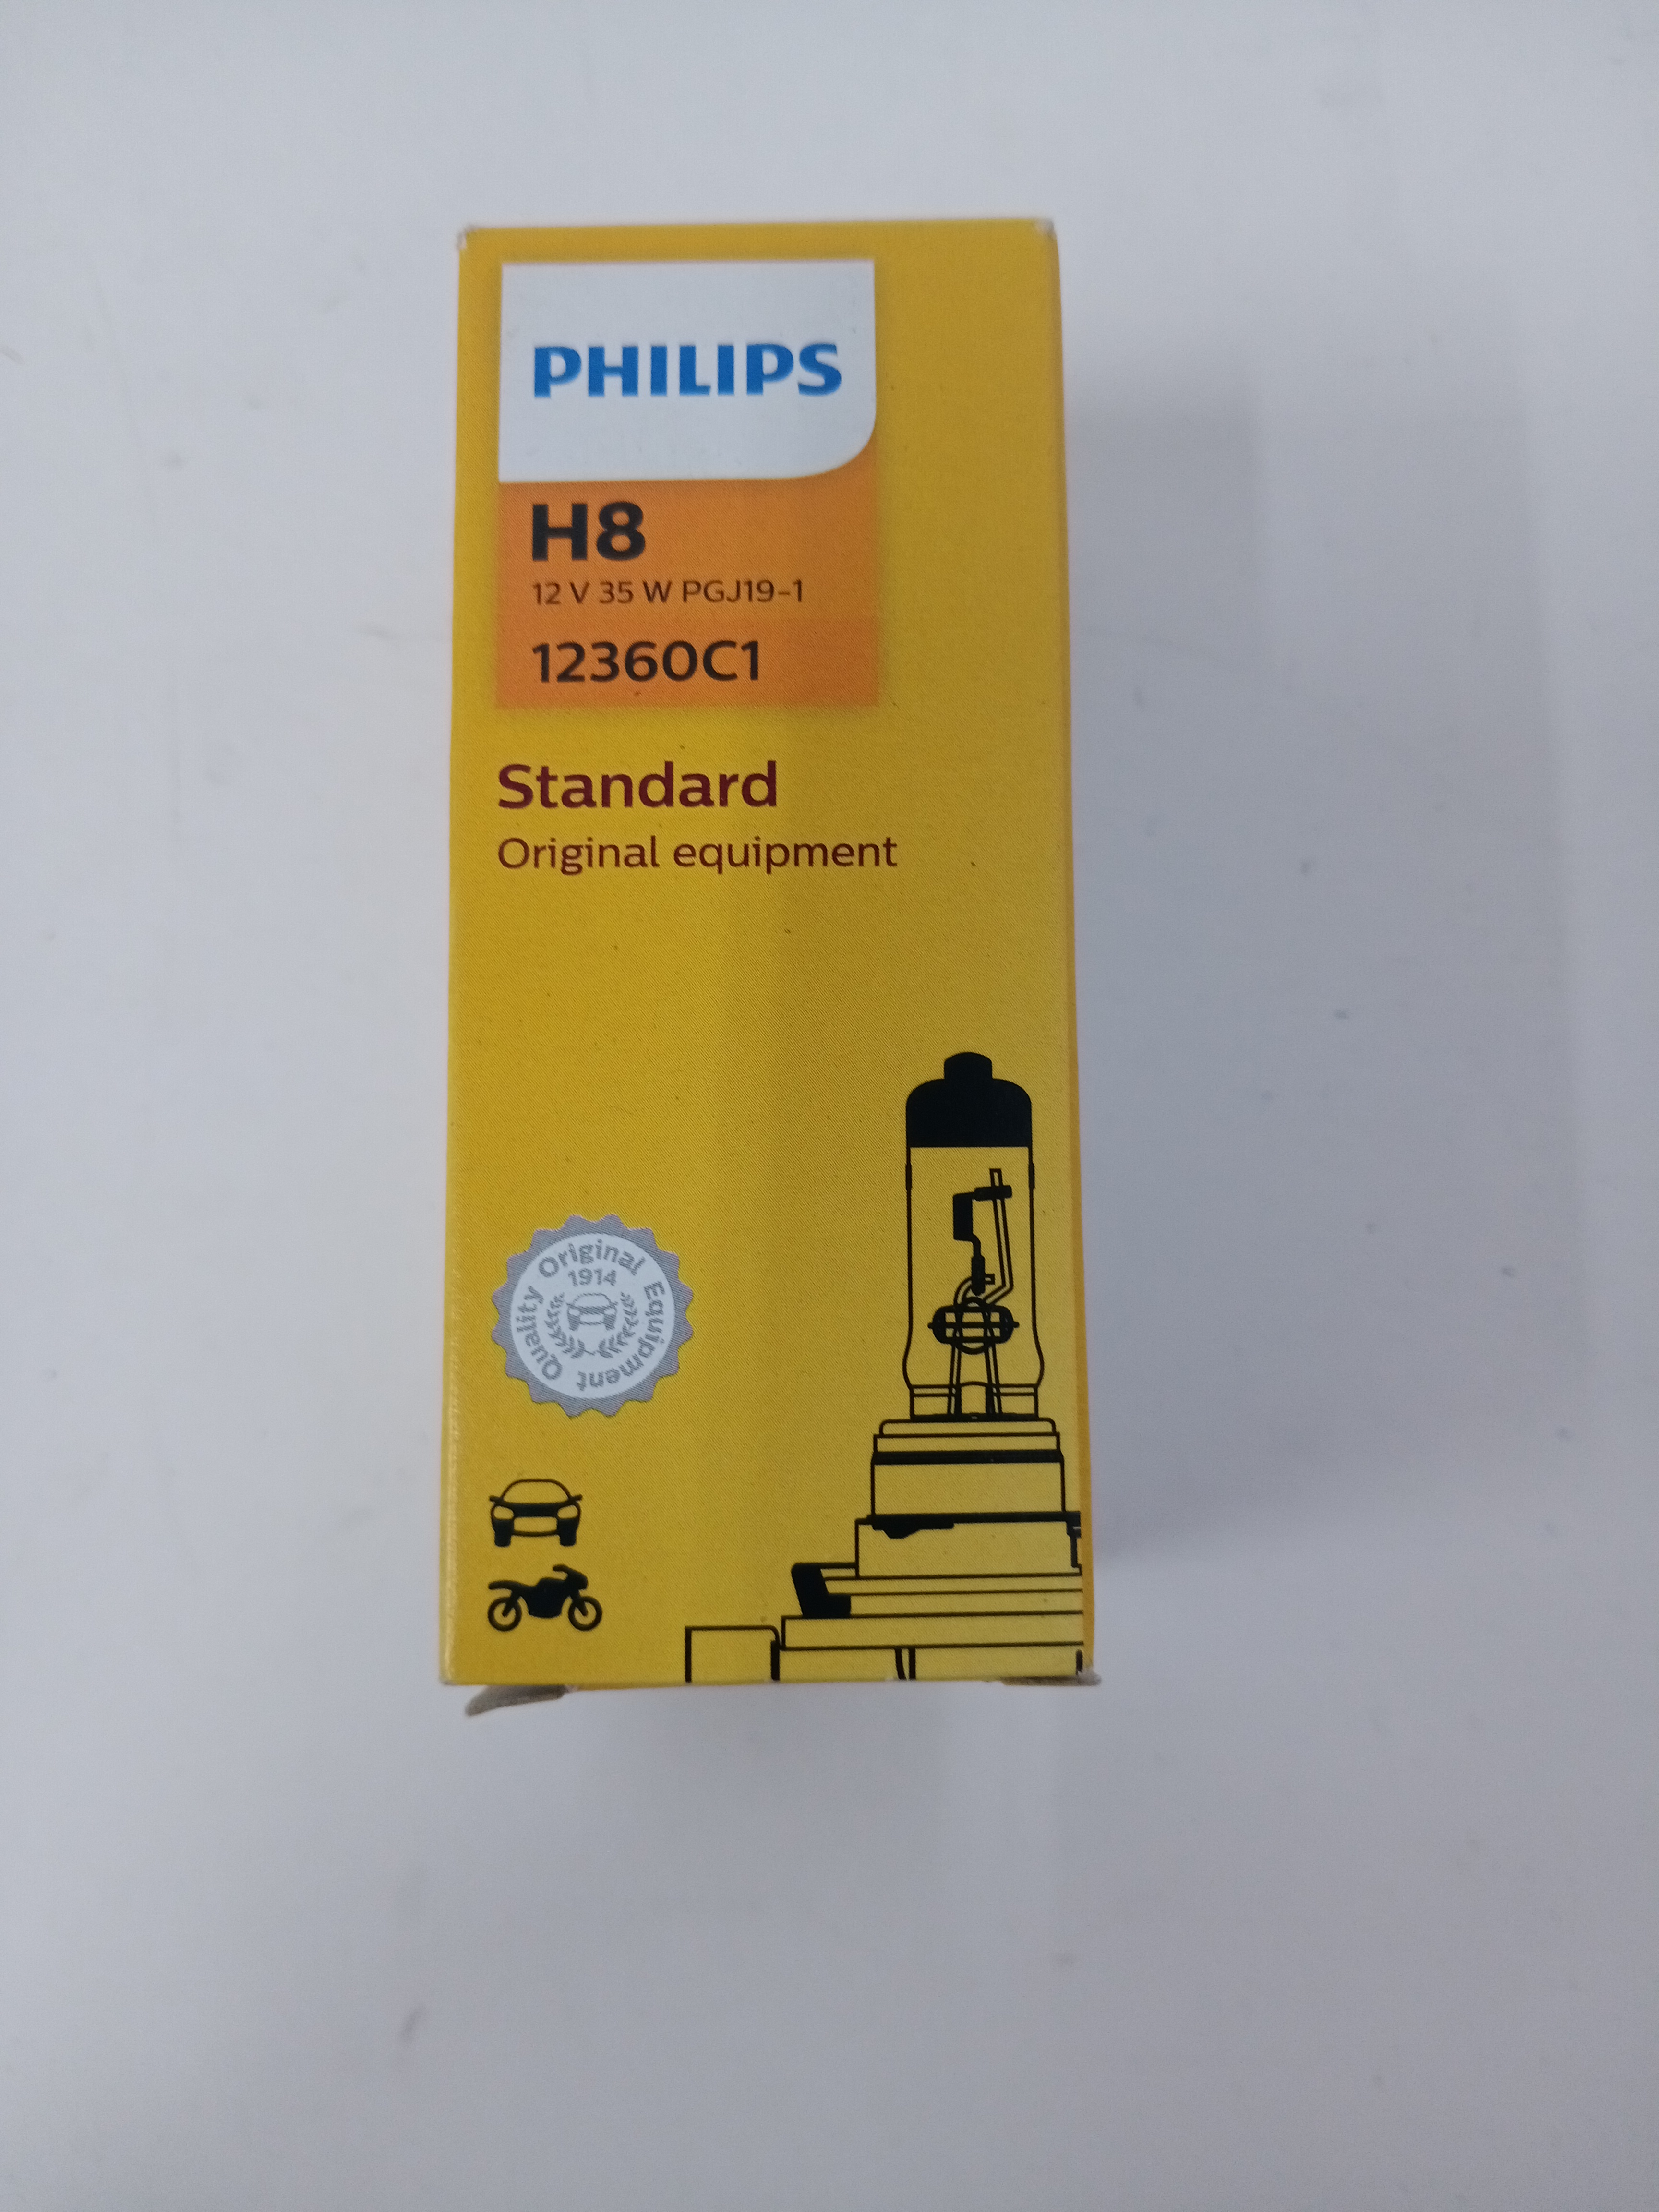 PHILIPS
H8
12 V 35 W PGJ19-1
12360C1
Standard
Original equipment
Quality Original Equipment
1914